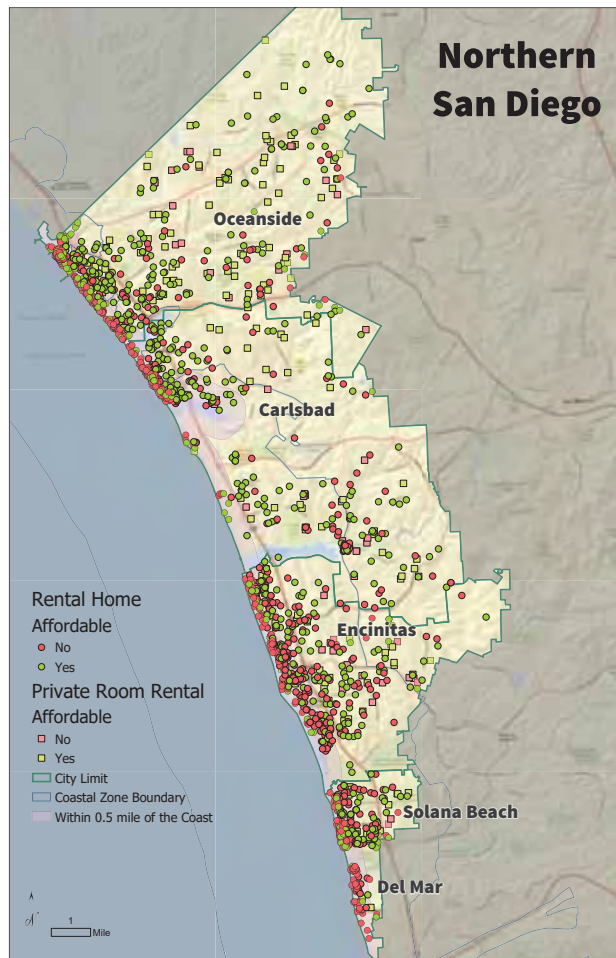 Northern
San Diego
Oceanside
Carlsbad
Encinitas
Solana Beach
Del Mar
Rental Home
Affordable
No
Yes
Private Room Rental
Affordable
No
Yes
City Limit
Coastal Zone Boundary
Within 0.5 mile of the Coast
1
Mile